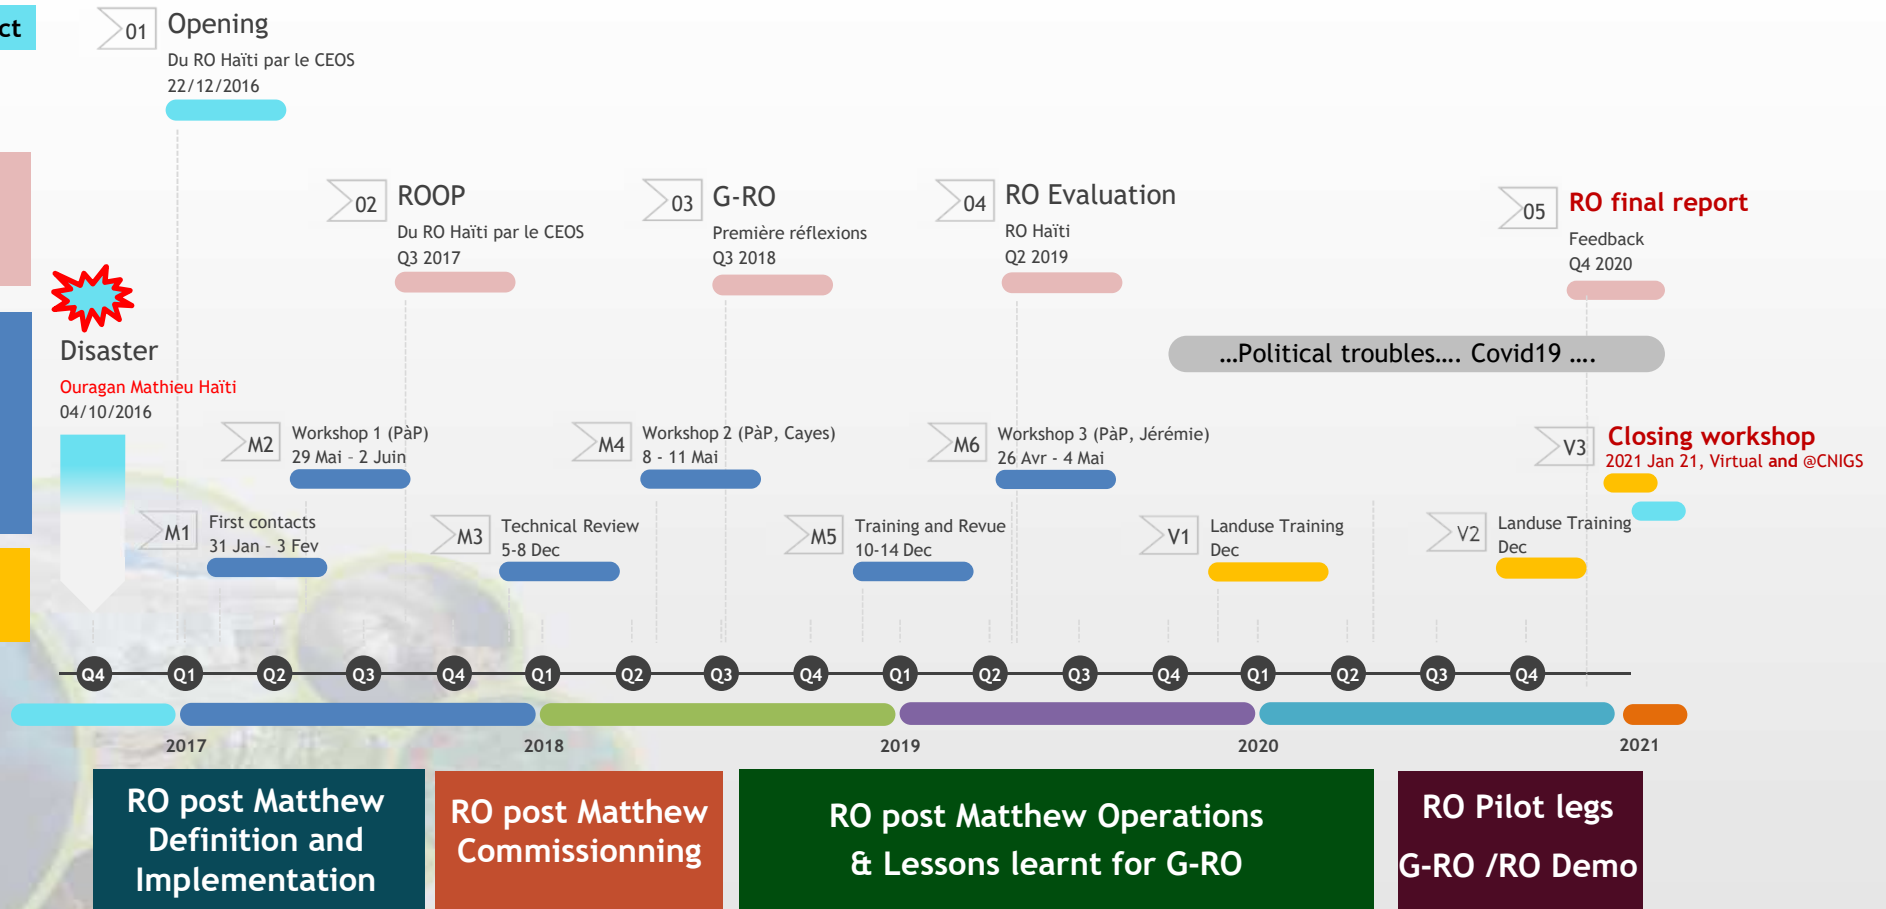 ct
01
Opening
Du RO Haïti par le CEOS
22/12/2016
02
ROOP
Du RO Haïti par le CEOS
Q3 2017
03
G-RO
Première réflexions
Q3 2018
04
RO Evaluation
RO Haïti
Q2 2019
05
RO final report
Feedback
Q4 2020
Disaster
Ouragan Mathieu Haïti
04/10/2016
…Political troubles…. Covid19 ….
M2
Workshop 1 (PàP)
29 Mai - 2 Juin
M4
Workshop 2 (PàP, Cayes)
8 - 11 Mai
M6
Workshop 3 (PàP, Jérémie)
26 Avr - 4 Mai
V3
Closing workshop
2021 Jan 21, Virtual and @CNIGS
M1
First contacts
31 Jan - 3 Fev
M3
Technical Review
5-8 Dec
M5
Training and Revue
10-14 Dec
V1
Landuse Training
Dec
V2
Landuse Training
Dec
Q4 Q1 Q2 Q3 Q4 Q1 Q2 Q3 Q4 Q1 Q2 Q3 Q4 Q1 Q2 Q3 Q4
2017 2018 2019 2020 2021
RO post Matthew
Definition and
Implementation
RO post Matthew
Commissionning
RO post Matthew Operations
& Lessons learnt for G-RO
RO Pilot legs
G-RO /RO Demo